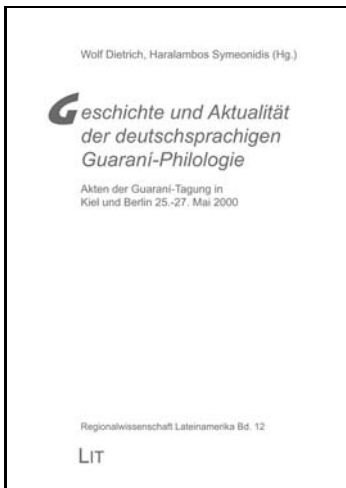 Wolf Dietrich, Haralambos Symeonidis (Hg.)
Geschichte und Aktualität
der deutschsprachigen
Guaraní-Philologie
Akten der Guaraní-Tagung in
Kiel und Berlin 25.-27. Mai 2000
Regionalwissenschaft Lateinamerika Bd. 12
LIT